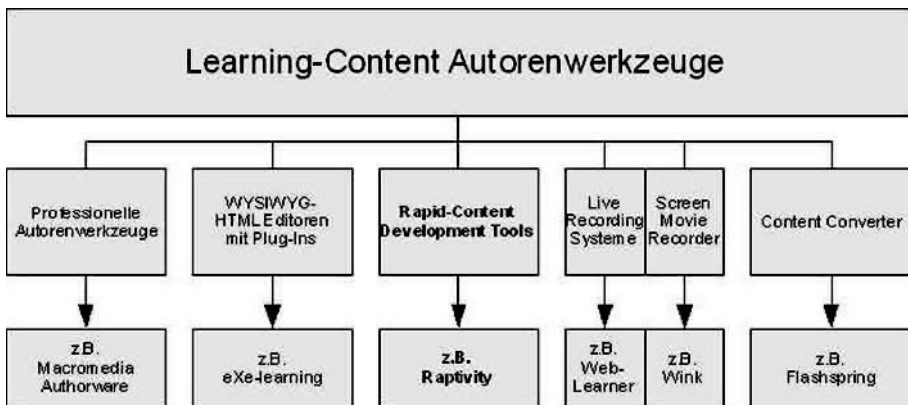 Learning-Content Autorenwerkzeuge
Professionelle
Autorenwerkzeuge
WYSIWYG-
HTML Editoren
mit Plug-Ins
Rapid-Content
Development Tools
Live
Recording
Systeme
Screen
Movie
Recorder
Content Converter
z.B.
Macromedia
Authorware
z.B.
eXe-learning
z.B.
Raptivity
z.B.
Web-
Learner
z.B.
Wink
z.B.
Flashspring